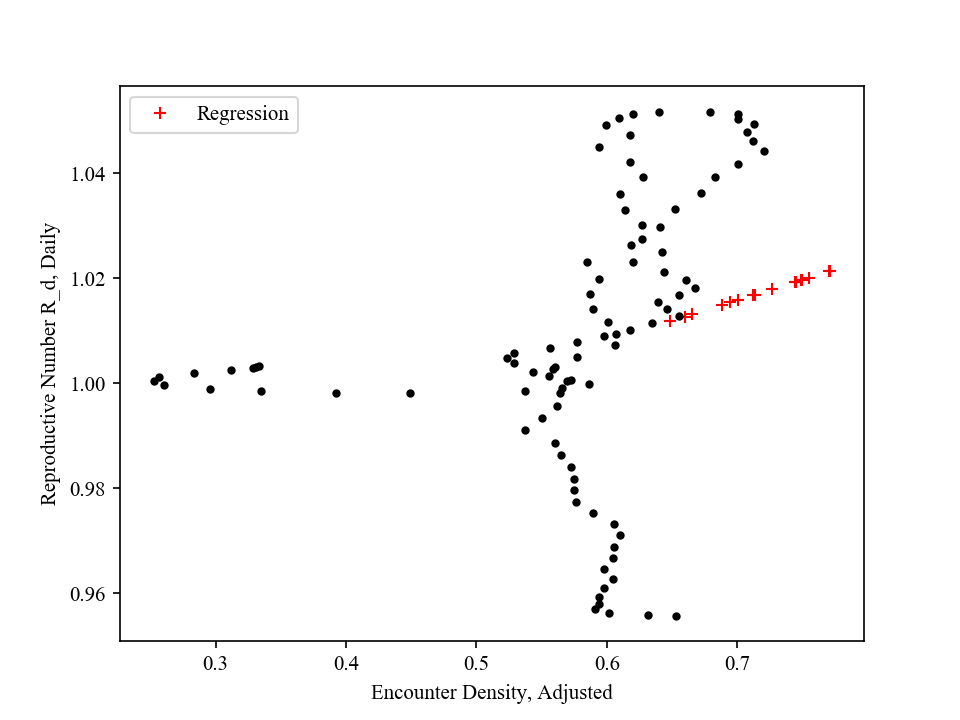 Regression
1.04
1.02
1.00
0.98
0.96
Reproductive Number R_d, Daily
0.3 0.4 0.5 0.6 0.7
Encounter Density, Adjusted